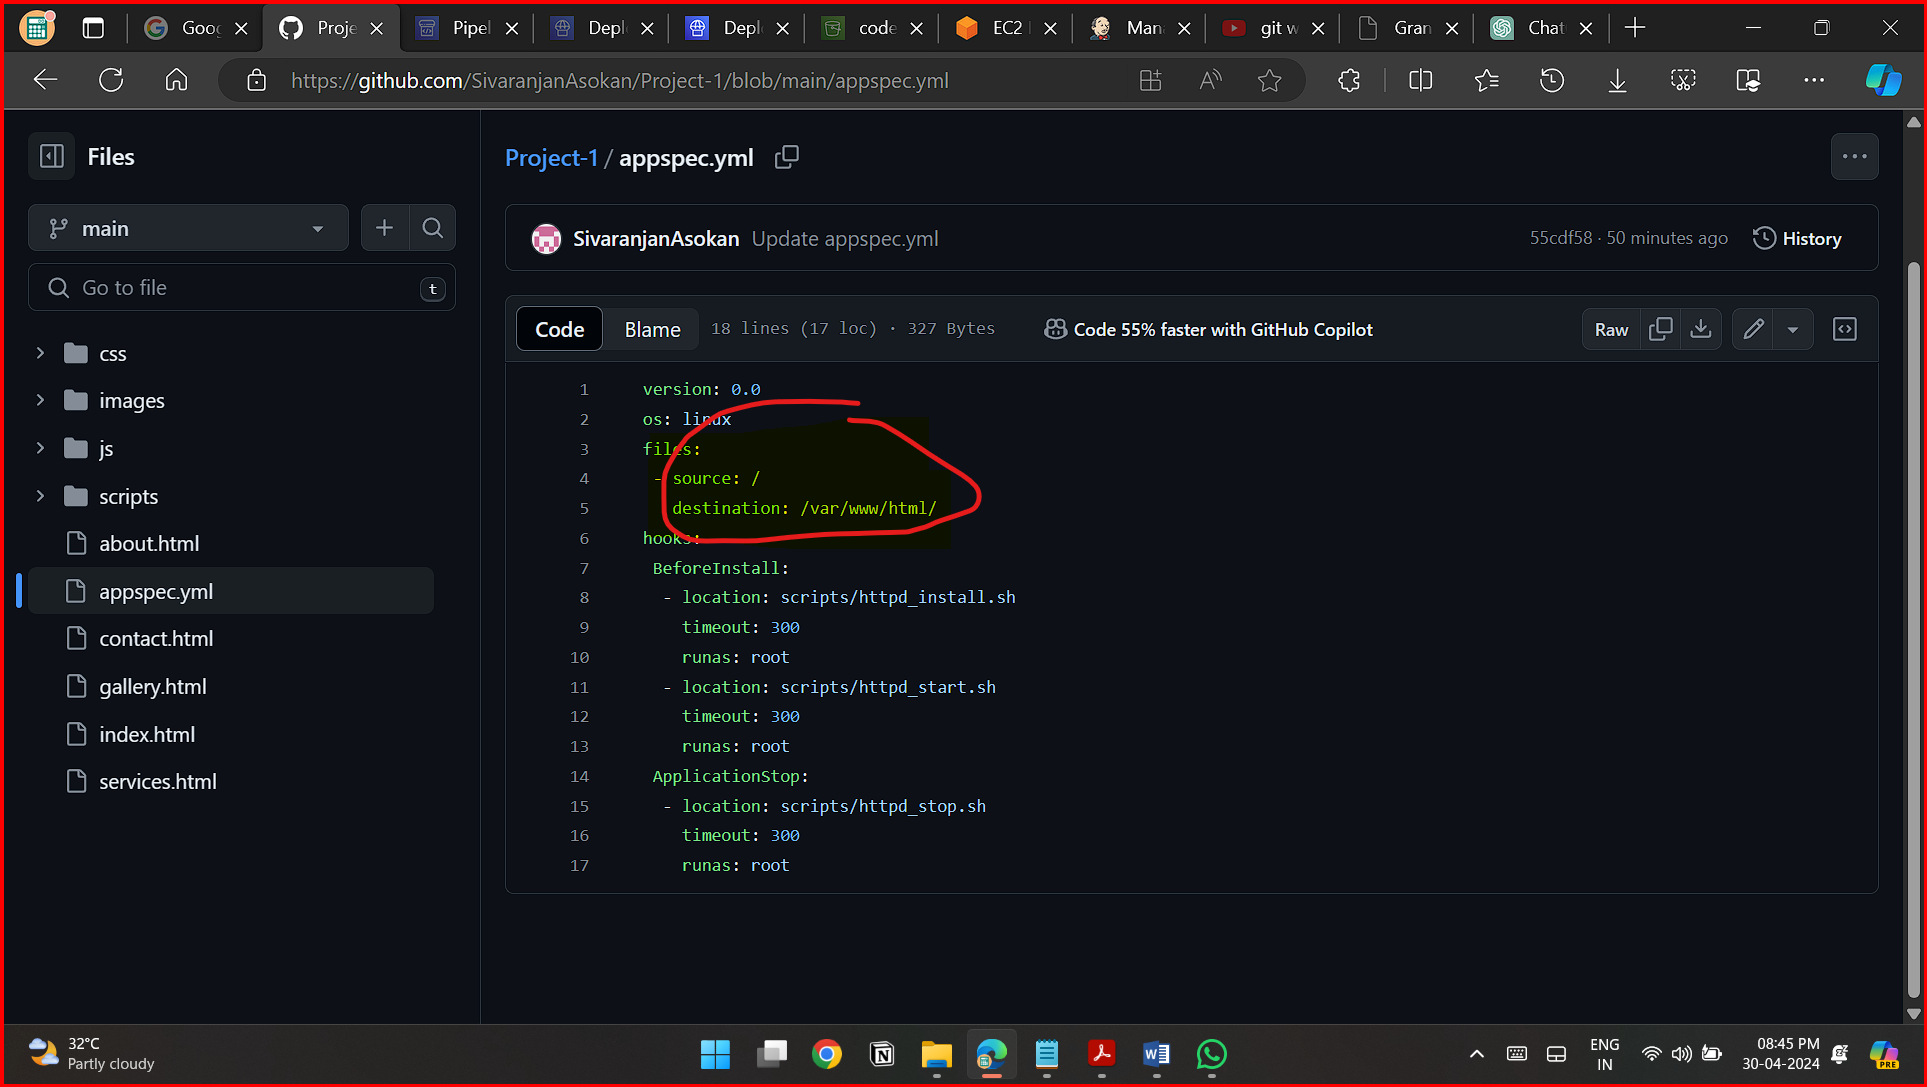 Goog
Proje
Pipel
Deplo
Deplo
code
EC2
Mana
git w
Gran
Chat
https://github.com/SivaranjanAsokan/Project-1/blob/main/appspec.yml
Files
Project-1 / appspec.yml
main
SivaranjanAsokan Update appspec.yml
55cdf58 · 50 minutes ago
History
Go to file
t
Code
Blame
18 lines (17 loc) · 327 Bytes
Code 55% faster with GitHub Copilot
Raw
css
images
js
scripts
about.html
appspec.yml
contact.html
gallery.html
index.html
services.html
1 version: 0.0
2 os: linux
3 files:
4 - source: /
5 destination: /var/www/html/
6 hooks:
7 BeforeInstall:
8 - location: scripts/httpd_install.sh
9 timeout: 300
10 runas: root
11 - location: scripts/httpd_start.sh
12 timeout: 300
13 runas: root
14 ApplicationStop:
15 - location: scripts/httpd_stop.sh
16 timeout: 300
17 runas: root
32°C
Partly cloudy
ENG
IN
08:45 PM
30-04-2024
PRE